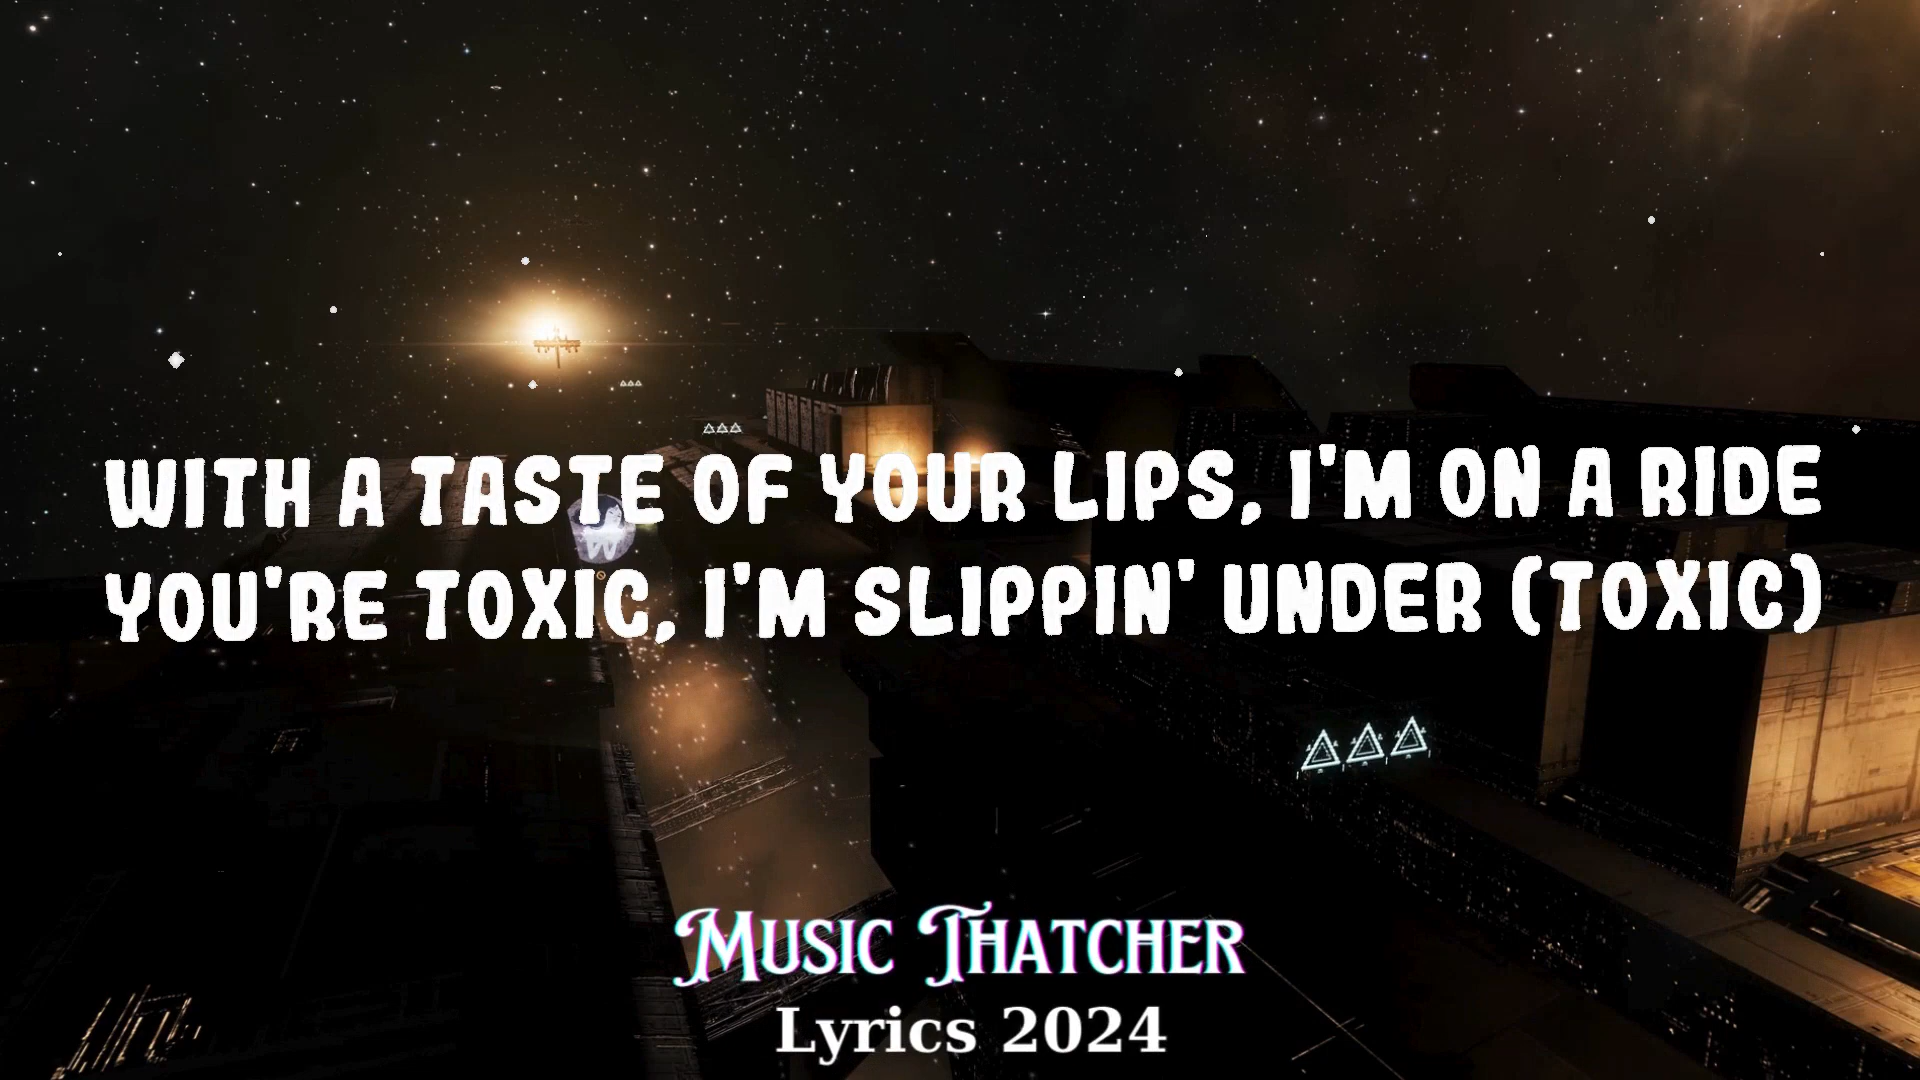 WITH A TASTE OF YOUR LIPS, I'M ON A RIDE
YOU'RE TOXIC, I'M SLIPPIN' UNDER (TOXIC)
MUSIC THATCHER
Lyrics 2024